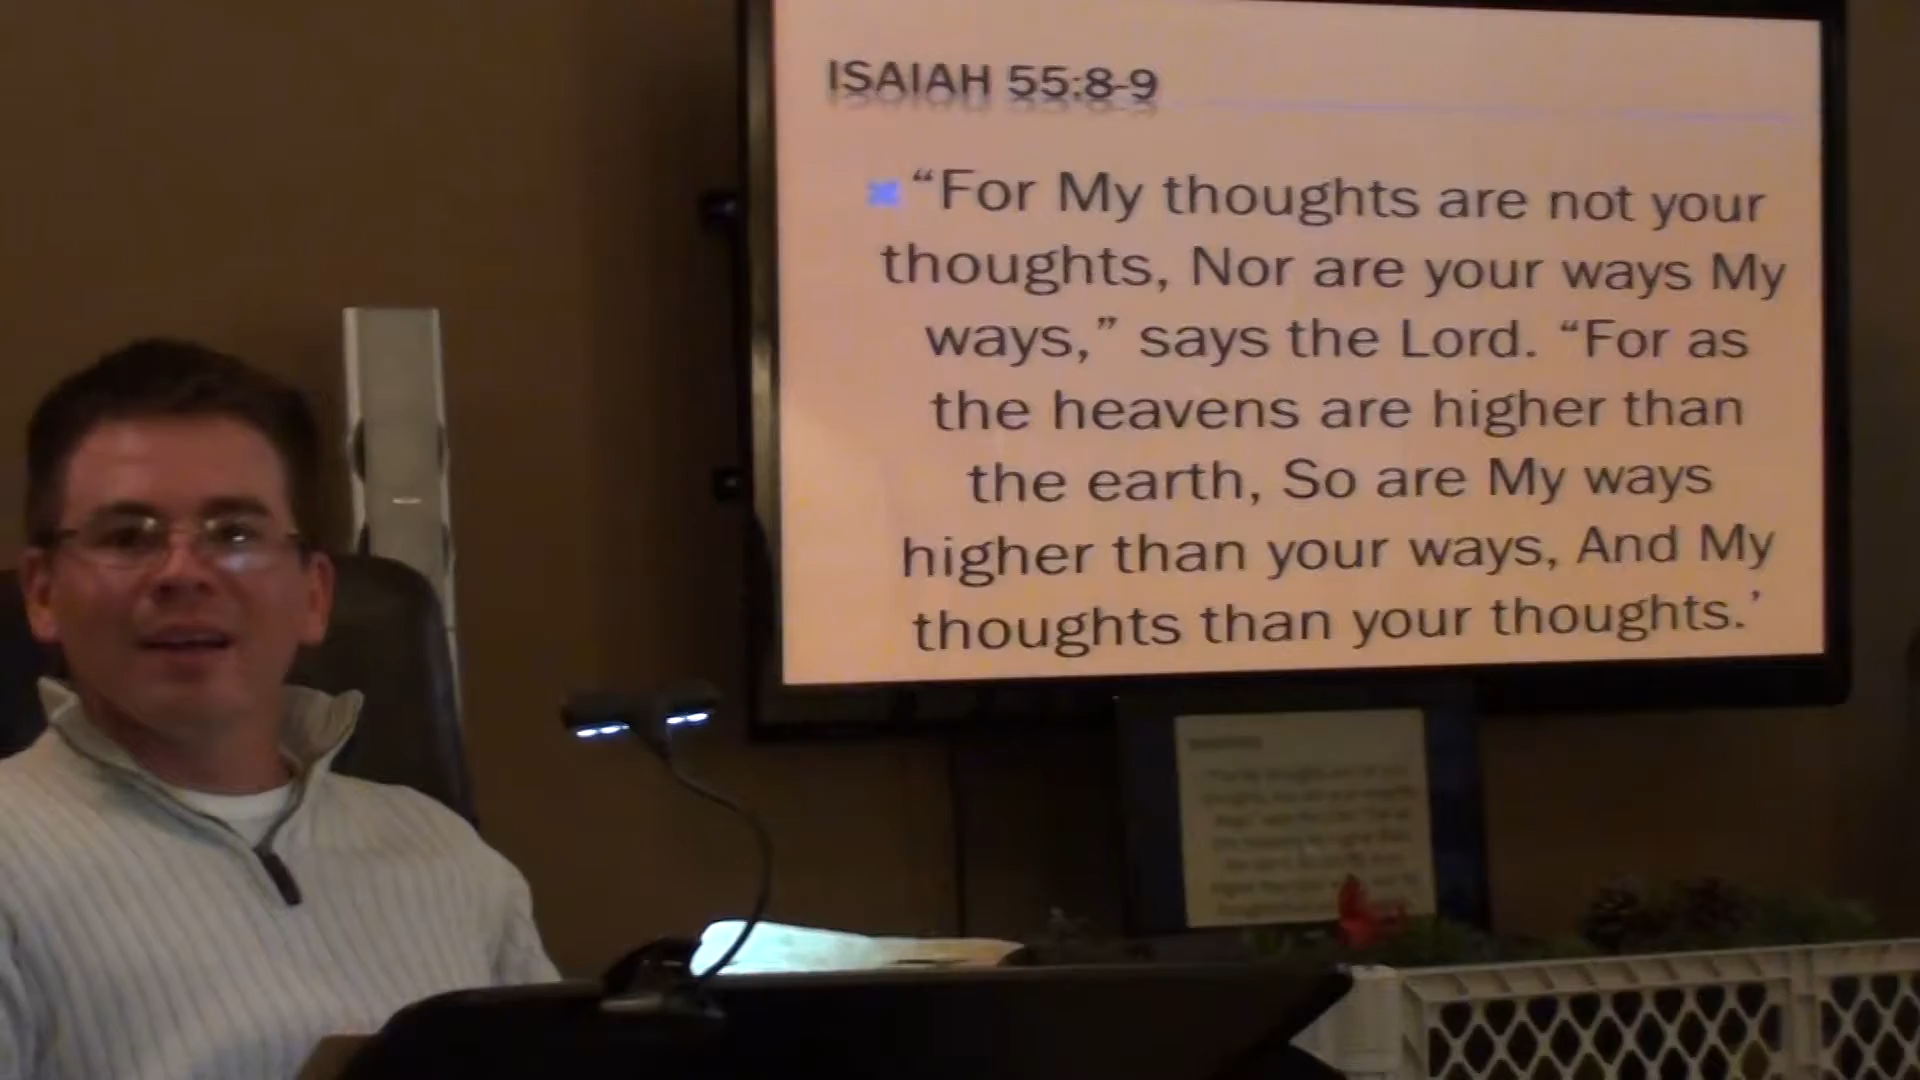 ISAIAH 55:8-9
“For My thoughts are not your
thoughts, Nor are your ways My
ways,” says the Lord. “For as
the heavens are higher than
the earth, So are My ways
higher than your ways, And My
thoughts than your thoughts.’